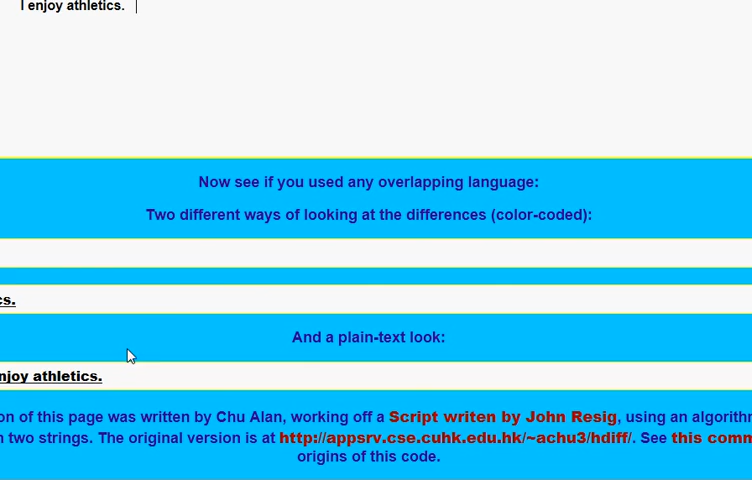 I enjoy athletics.
Now see if you used any overlapping language:
Two different ways of looking at the differences (color-coded):
cs.
And a plain-text look:
njoy athletics.
on of this page was written by Chu Alan, working off a Script writen by John Resig, using an algorithm
n two strings. The original version is at http://appsrv.cse.cuhk.edu.hk/~achu3/hdiff/. See this comm
origins of this code.